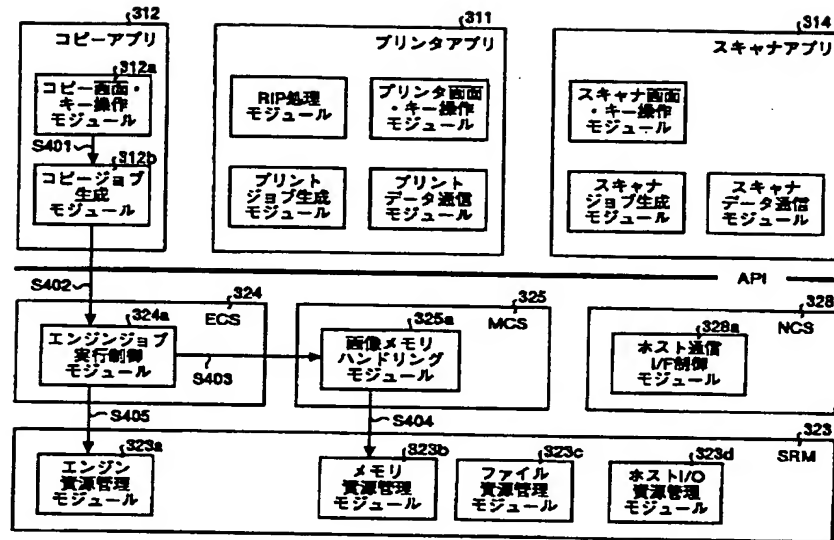 312
コピーアプリ
312a
コピー画面・
キー操作
モジュール
S401
312b
コピージョブ
生成
モジュール
311
プリンタアプリ
RIP処理
モジュール
プリンタ画面
・キー操作
モジュール
プリント
ジョブ生成
モジュール
プリント
データ通信
モジュール
314
スキャナアプリ
スキャナ画面
・キー操作
モジュール
スキャナ
ジョブ生成
モジュール
スキャナ
データ通信
モジュール
API
S402
324
ECS
324a
エンジンジョブ
実行制御
モジュール
S403
325
MCS
325a
画像メモリ
ハンドリング
モジュール
328
NCS
328a
ホスト通信
I/F制御
モジュール
S405
S404
323
SRM
323a
エンジン
資源管理
モジュール
323b
メモリ
資源管理
モジュール
323c
ファイル
資源管理
モジュール
323d
ホストI/O
資源管理
モジュール